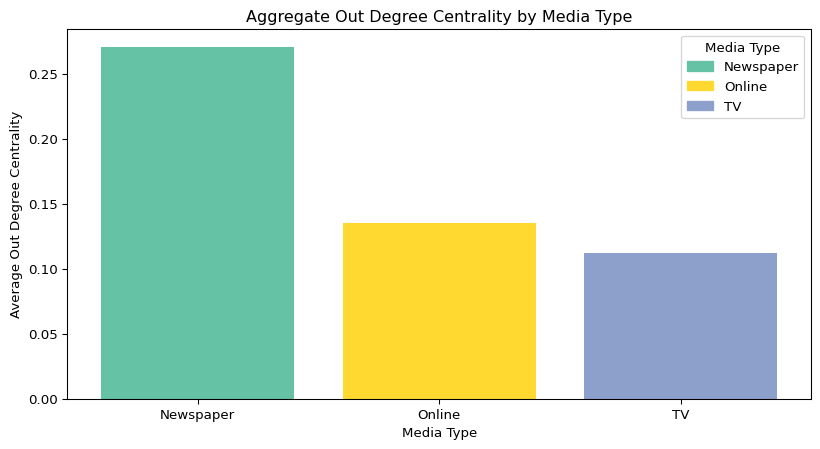 Aggregate Out Degree Centrality by Media Type
Average Out Degree Centrality
0.25
0.20
0.15
0.10
0.05
0.00
Media Type
Newspaper
Online
TV
Newspaper Online TV
Media Type